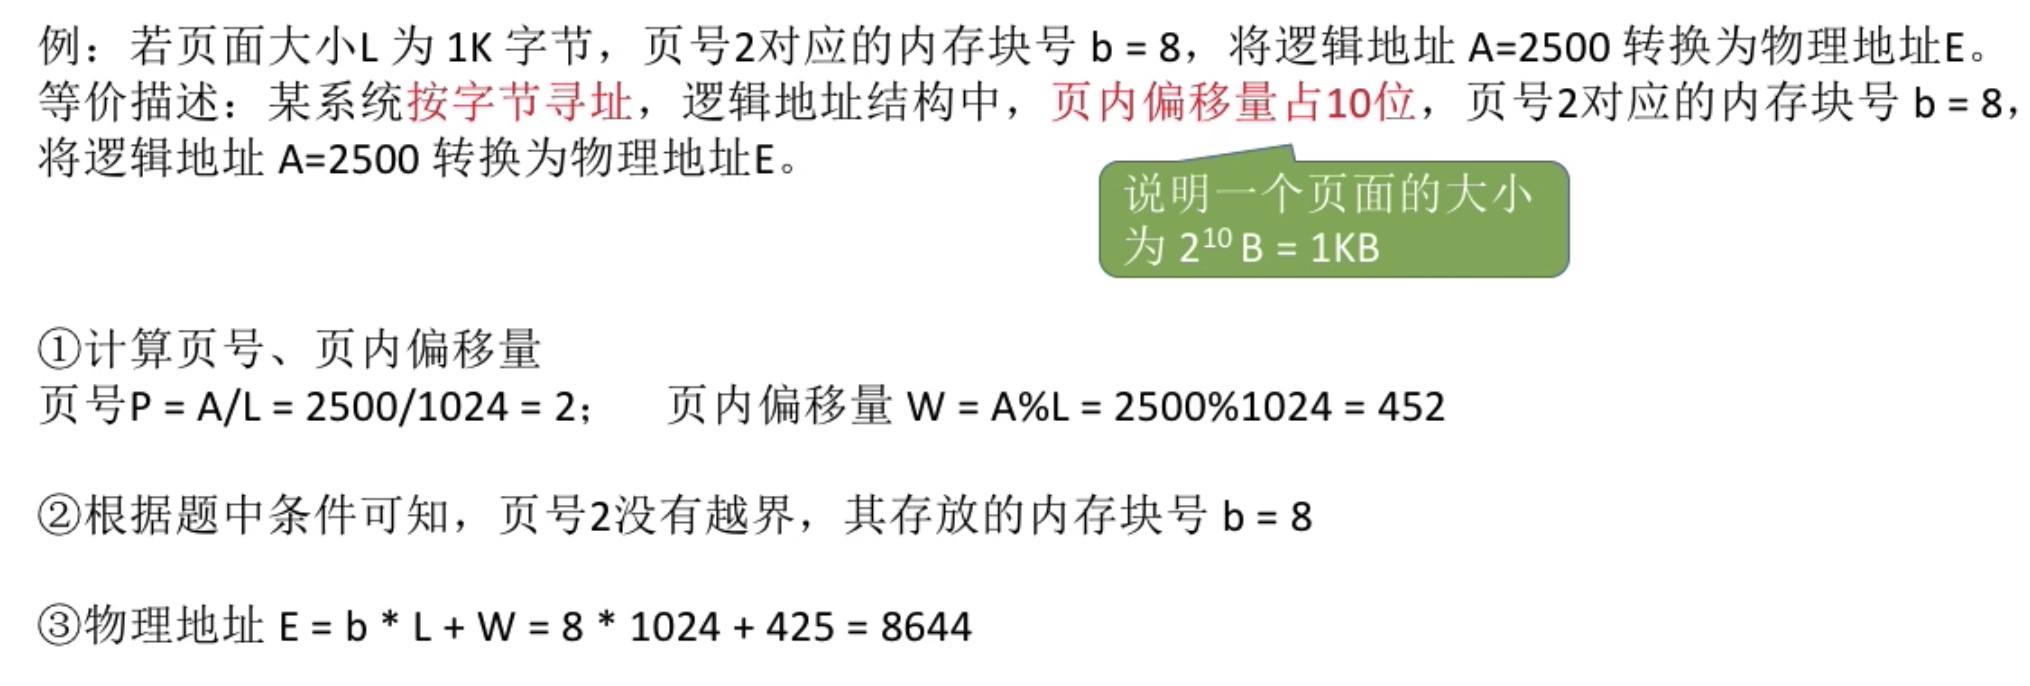 例：若页面大小L 为 1K 字节，页号2对应的内存块号 b = 8，将逻辑地址 A=2500 转换为物理地址E。
等价描述：某系统按字节寻址，逻辑地址结构中，页内偏移量占10位，页号2对应的内存块号 b = 8，
将逻辑地址 A=2500 转换为物理地址E。
说明一个页面的大小
为 2¹⁰ B = 1KB
①计算页号、页内偏移量
页号P = A/L = 2500/1024 = 2； 页内偏移量 W = A%L = 2500%1024 = 452
②根据题中条件可知，页号2没有越界，其存放的内存块号 b = 8
③物理地址 E = b * L + W = 8 * 1024 + 425 = 8644